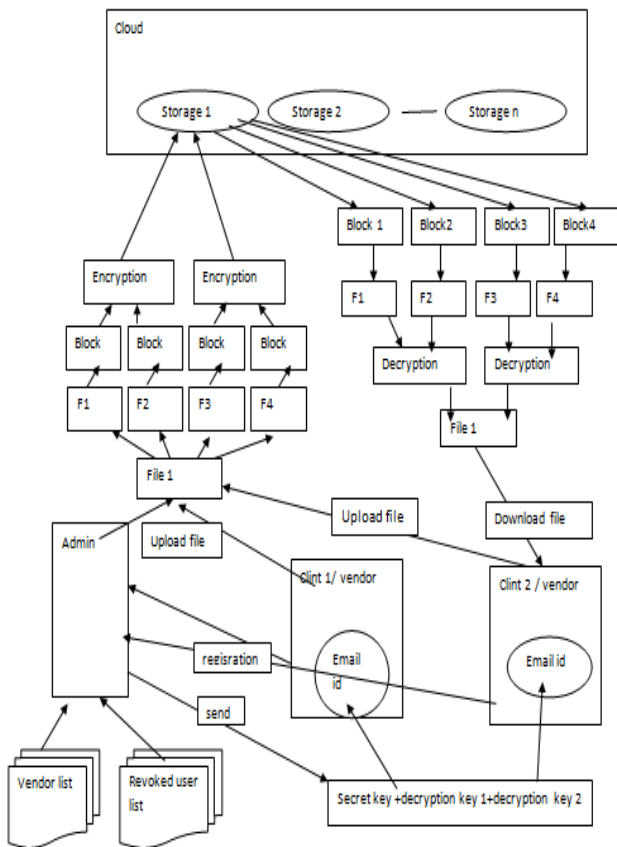 Cloud
Storage 1
Storage 2
Storage n
Block 1
Block2
Block3
Block4
Encryption
Encryption
F1
F2
F3
F4
Block
Block
Block
Block
Decryption
Decryption
F1
F2
F3
F4
File 1
File 1
Upload file
Download file
Admin
Upload file
Clint 1/ vendor
Clint 2 / vendor
regisration
Email
id
Email id
send
Vendor list
Revoked user
list
Secret key +decryption key 1+decryption key 2